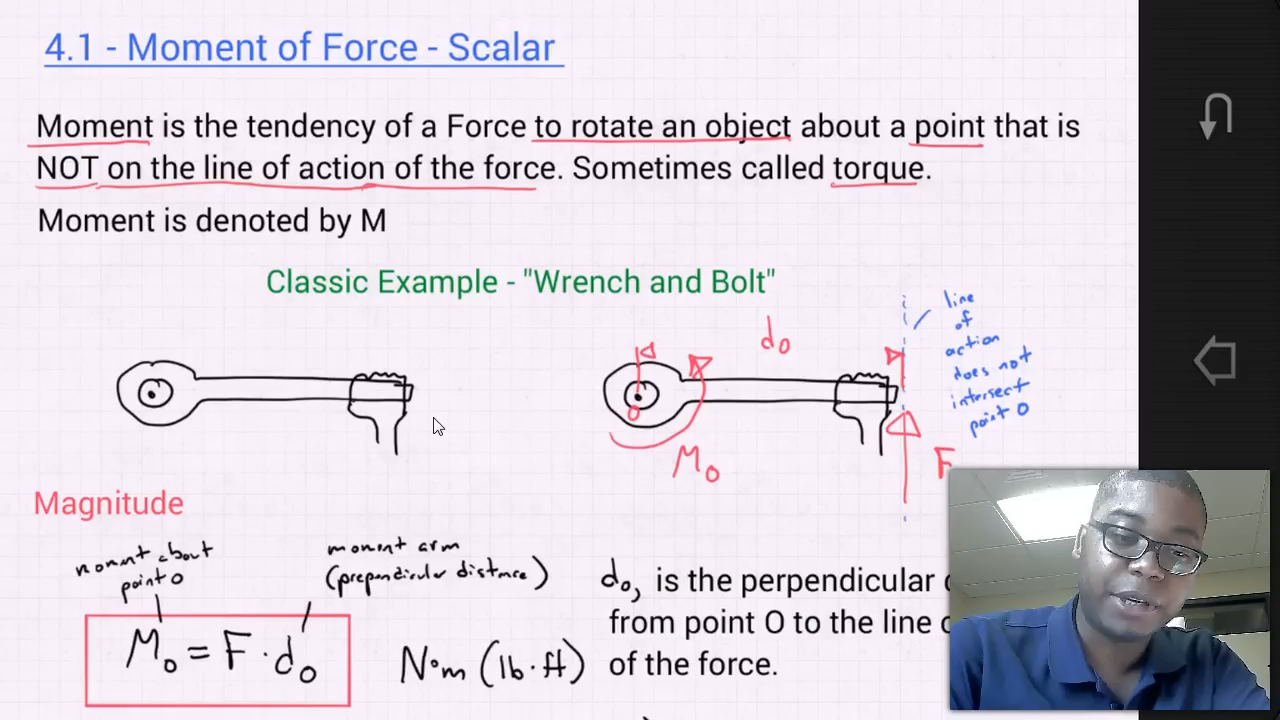 4.1 - Moment of Force - Scalar
Moment is the tendency of a Force to rotate an object about a point that is
NOT on the line of action of the force. Sometimes called torque.
Moment is denoted by M
Classic Example - "Wrench and Bolt"
line
of
action
does not
intersect
point O
d₀
O
M₀
F
Magnitude
momnt about
point O
moment arm
(prependicular distance)
M₀ = F · d₀
N·m (lb·ft)
d₀, is the perpendicular
from point O to the line
of the force.